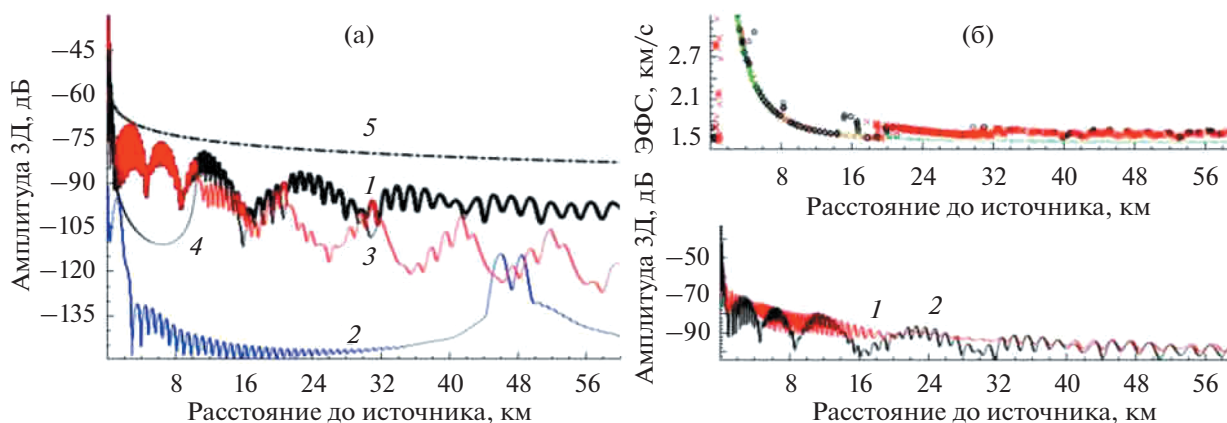 (а)
Амплитуда 3Д, дБ
−45
−60
−75
−90
−105
−120
−135
5
1
4
3
2
8 16 24 32 40 48 56
Расстояние до источника, км
(б)
ЭФС, км/с
2.7
2.1
1.5
8 16 24 32 40 48 56
Расстояние до источника, км
Амплитуда 3Д, дБ
−50
−70
−90
1 2
8 16 24 32 40 48 56
Расстояние до источника, км